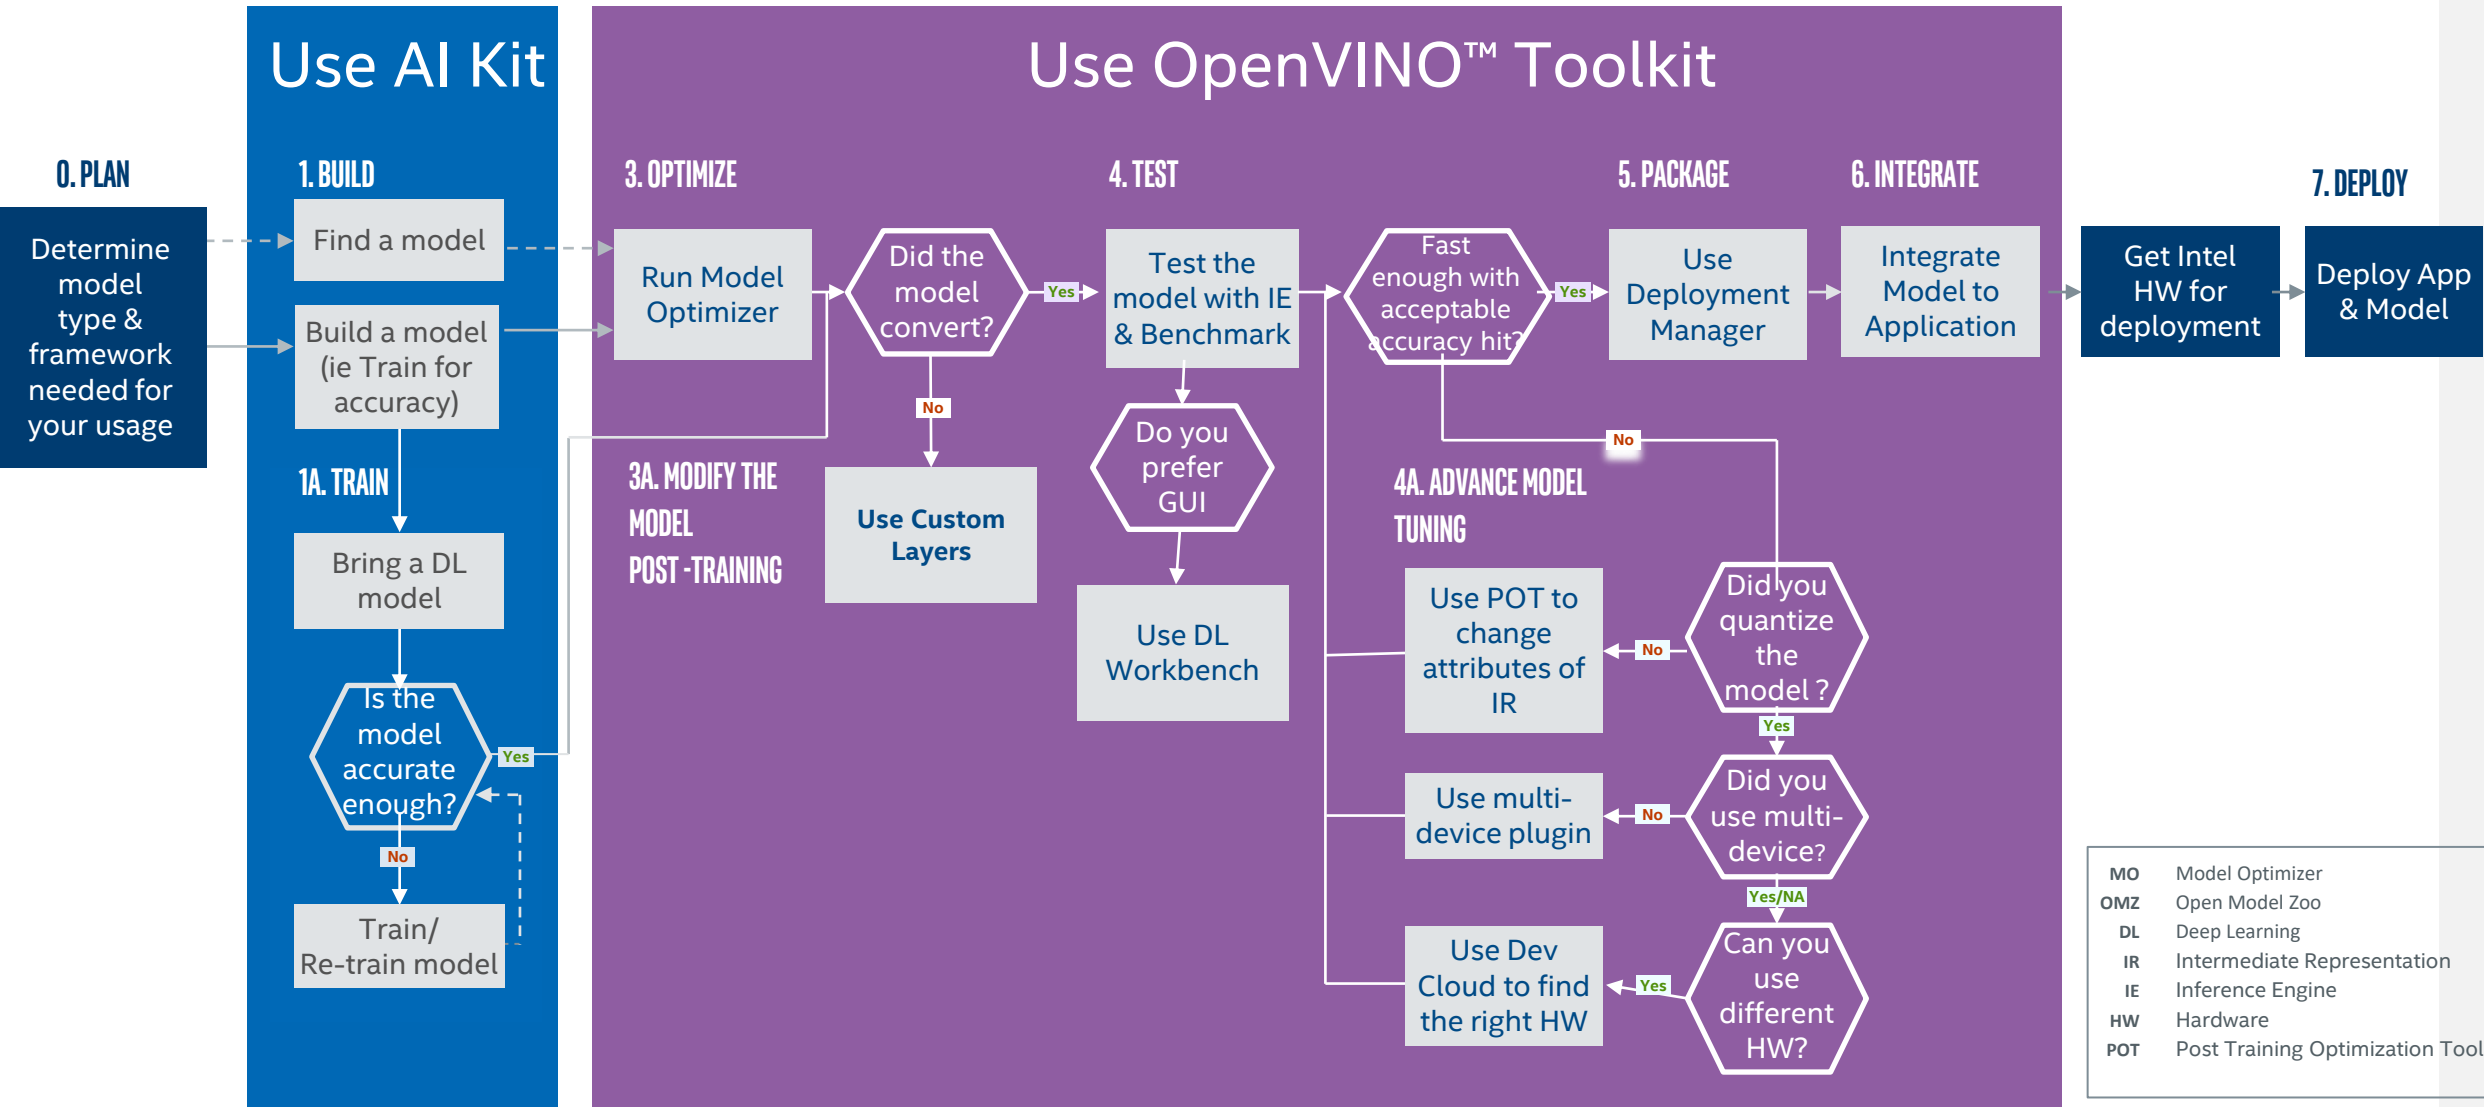 Use AI Kit
Use OpenVINO™ Toolkit
0. PLAN
1. BUILD
3. OPTIMIZE
4. TEST
5. PACKAGE
6. INTEGRATE
7. DEPLOY
Determine
model
type &
framework
needed for
your usage
Find a model
Build a model
(ie Train for
accuracy)
1A. TRAIN
Bring a DL
model
Is the
model
accurate
enough?
Yes
No
Train/
Re-train model
Run Model
Optimizer
Did the
model
convert?
Yes
No
3A. MODIFY THE
MODEL
POST -TRAINING
Use Custom
Layers
Test the
model with IE
& Benchmark
Do you
prefer
GUI
Use DL
Workbench
Fast
enough with
acceptable
accuracy hit?
Yes
No
Use
Deployment
Manager
Integrate
Model to
Application
Get Intel
HW for
deployment
Deploy App
& Model
4A. ADVANCE MODEL
TUNING
Use POT to
change
attributes of
IR
No
Did you
quantize
the
model ?
Yes
Use multi-
device plugin
No
Did you
use multi-
device?
Yes/NA
Use Dev
Cloud to find
the right HW
Yes
Can you
use
different
HW?
MO Model Optimizer
OMZ Open Model Zoo
DL Deep Learning
IR Intermediate Representation
IE Inference Engine
HW Hardware
POT Post Training Optimization Tool